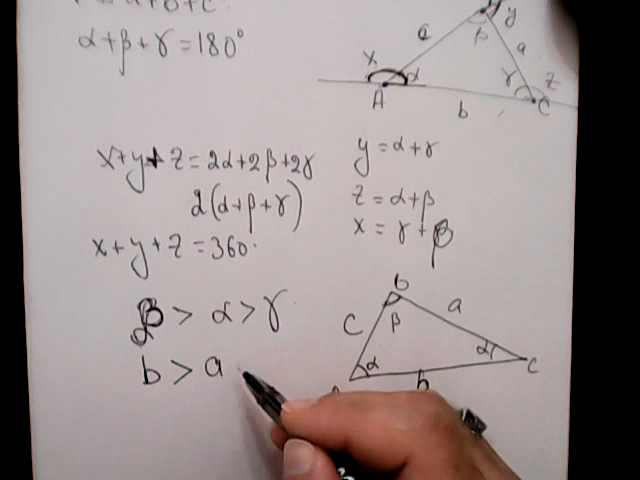 P = a+b+c
α+β+γ=180°
c
y
β
a
x
α
γ
z
A
b
C
x+y+z=2α+2β+2γ
2(α+β+γ)
x+y+z=360°
y=α+γ
z=α+β
x=γ+β
β > α > γ
b > a
b
a
c
β
α
α
c
b